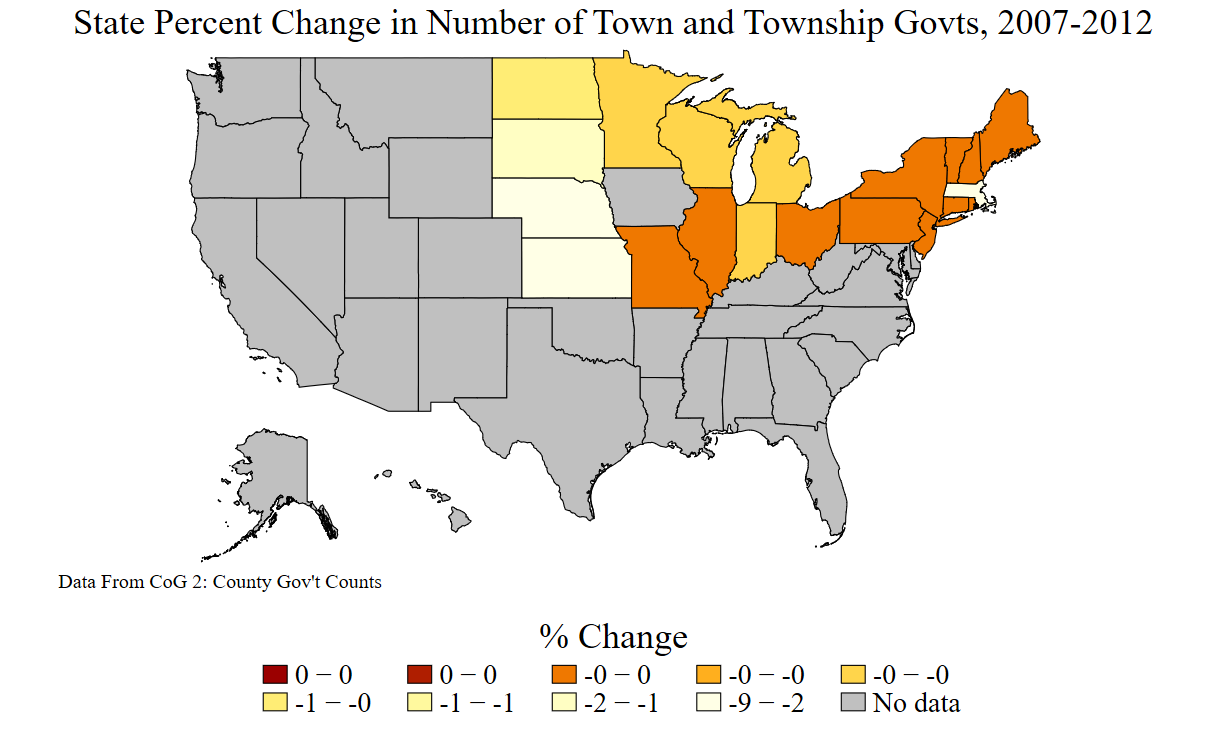 State Percent Change in Number of Town and Township Govts, 2007-2012
Data From CoG 2: County Gov't Counts
% Change
0 − 0 0 − 0 -0 − 0 -0 − -0 -0 − -0
-1 − -0 -1 − -1 -2 − -1 -9 − -2 No data